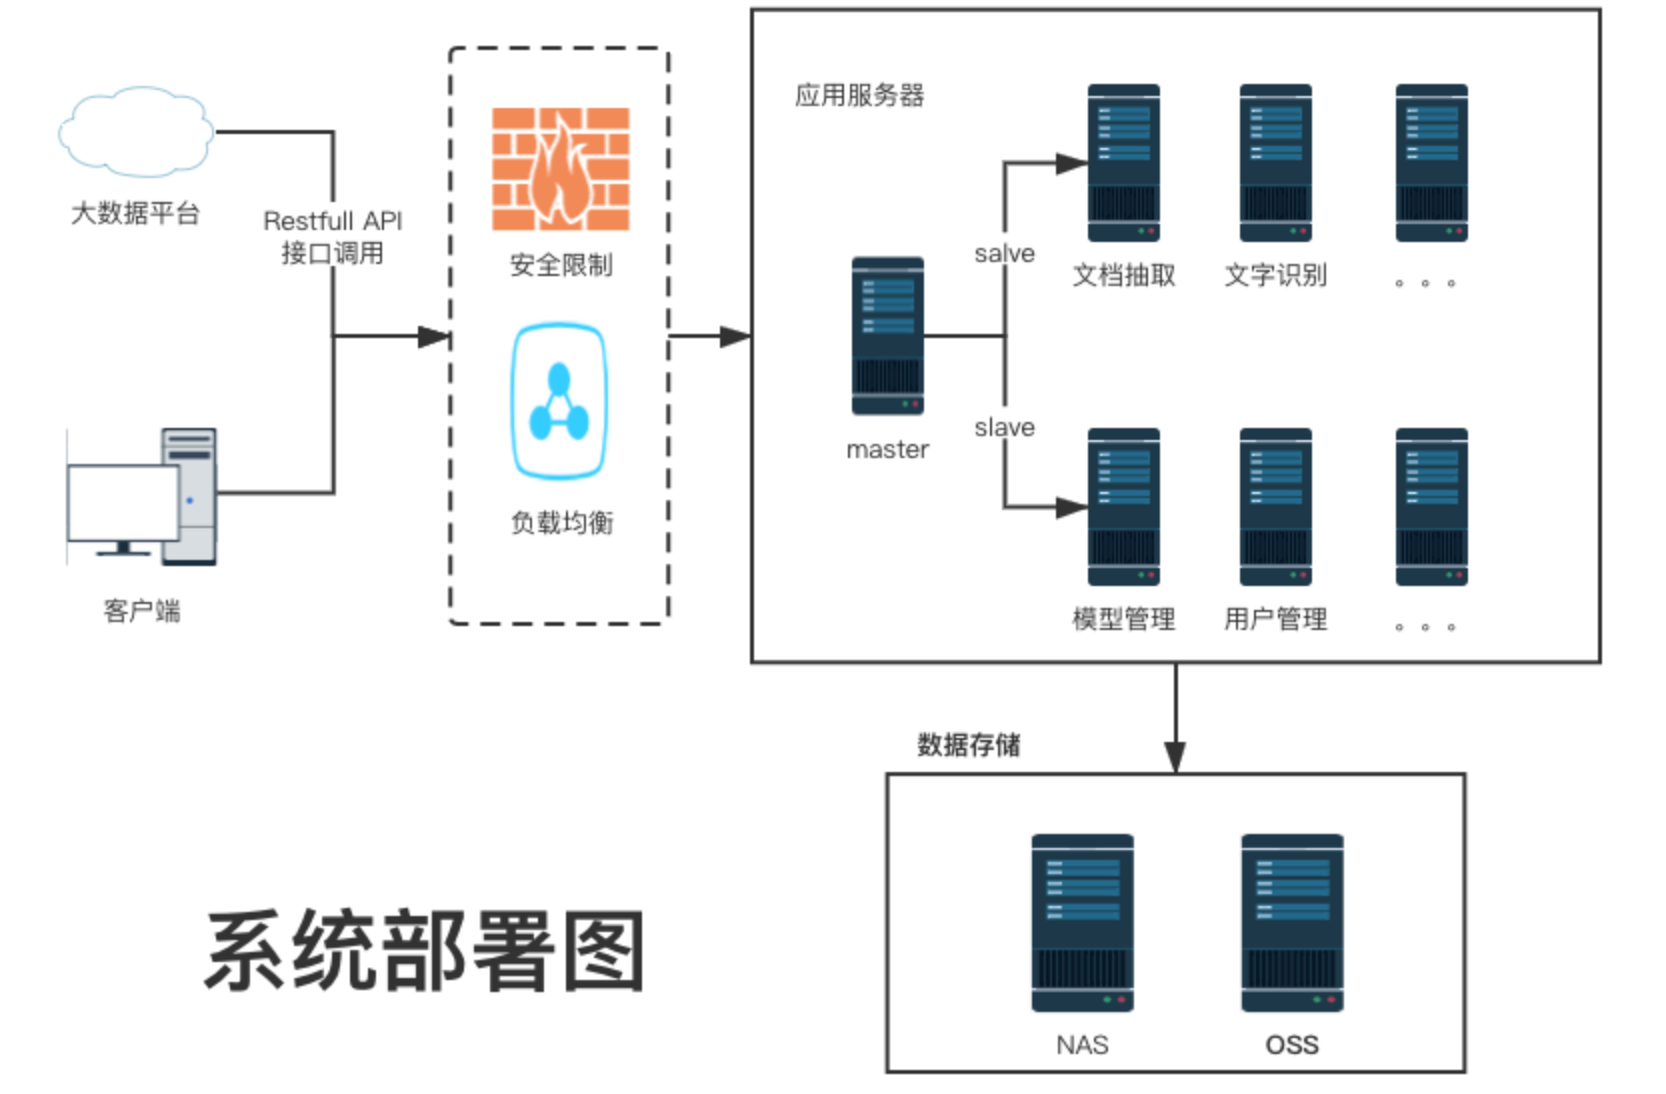 大数据平台
Restfull API
接口调用
客户端
安全限制
负载均衡
应用服务器
master
salve
slave
文档抽取
文字识别
。。。
模型管理
用户管理
。。。
数据存储
NAS
OSS
系统部署图